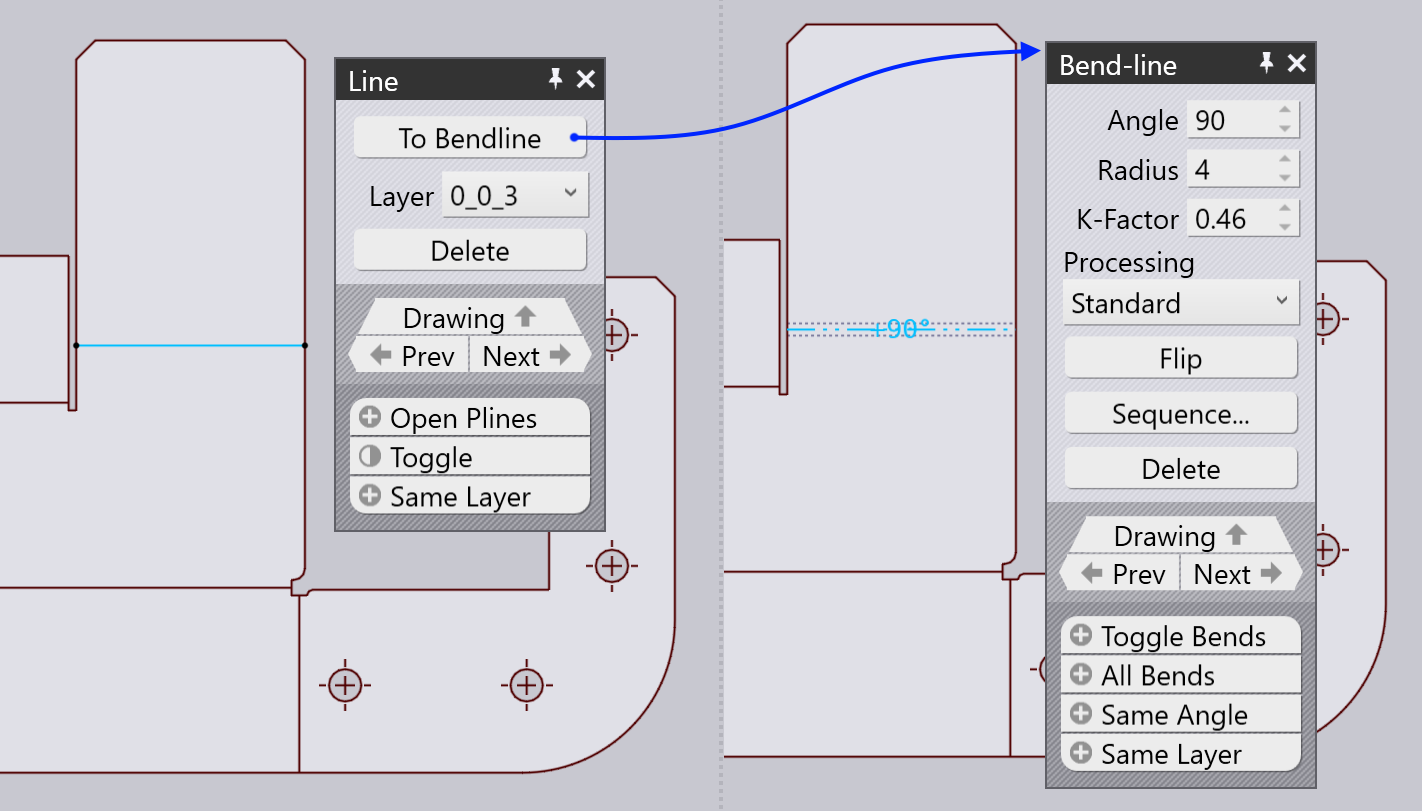 Line
To Bendline
Layer 0_0_3
Delete
Drawing
Prev Next
Open Plines
Toggle
Same Layer
+90°
Bend-line
Angle 90
Radius 4
K-Factor 0.46
Processing
Standard
Flip
Sequence...
Delete
Drawing
Prev Next
Toggle Bends
All Bends
Same Angle
Same Layer